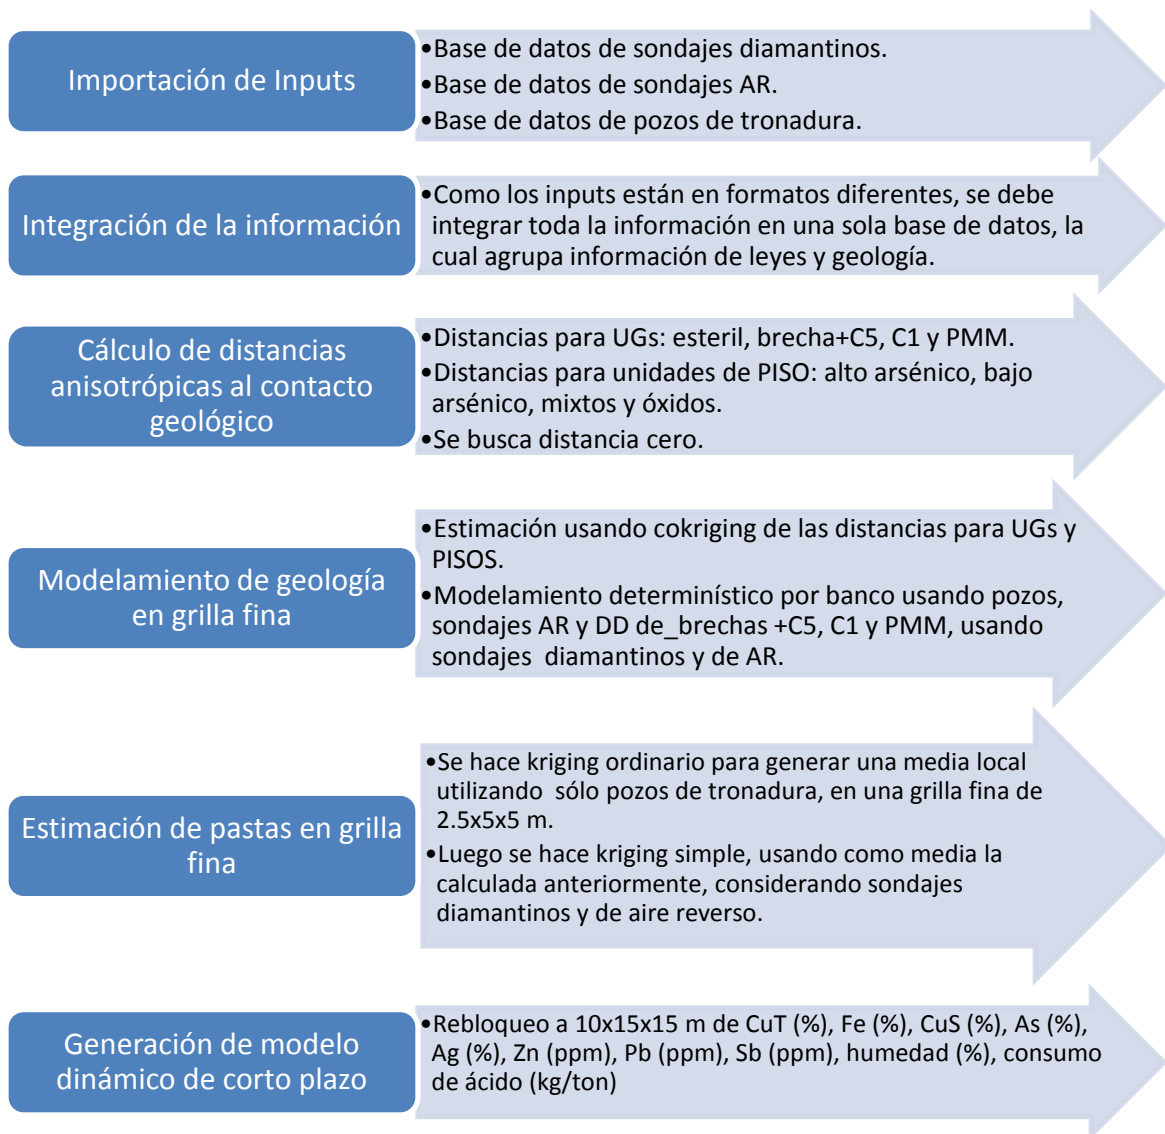 Importación de Inputs
•Base de datos de sondajes diamantinos.
•Base de datos de sondajes AR.
•Base de datos de pozos de tronadura.
Integración de la información
•Como los inputs están en formatos diferentes, se debe
integrar toda la información en una sola base de datos, la
cual agrupa información de leyes y geología.
Cálculo de distancias
anisotrópicas al contacto
geológico
•Distancias para UGs: esteril, brecha+C5, C1 y PMM.
•Distancias para unidades de PISO: alto arsénico, bajo
arsénico, mixtos y óxidos.
•Se busca distancia cero.
Modelamiento de geología
en grilla fina
•Estimación usando cokriging de las distancias para UGs y
PISOS.
•Modelamiento determinístico por banco usando pozos,
sondajes AR y DD de_brechas +C5, C1 y PMM, usando
sondajes diamantinos y de AR.
Estimación de pastas en grilla
fina
•Se hace kriging ordinario para generar una media local
utilizando sólo pozos de tronadura, en una grilla fina de
2.5x5x5 m.
•Luego se hace kriging simple, usando como media la
calculada anteriormente, considerando sondajes
diamantinos y de aire reverso.
Generación de modelo
dinámico de corto plazo
•Rebloqueo a 10x15x15 m de CuT (%), Fe (%), CuS (%), As (%),
Ag (%), Zn (ppm), Pb (ppm), Sb (ppm), humedad (%), consumo
de ácido (kg/ton)